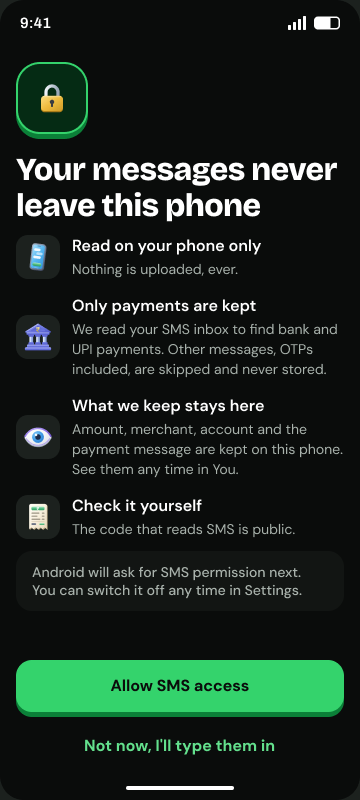 9:41
Your messages never
leave this phone
Read on your phone only
Nothing is uploaded, ever.
Only payments are kept
We read your SMS inbox to find bank and
UPI payments. Other messages, OTPs
included, are skipped and never stored.
What we keep stays here
Amount, merchant, account and the
payment message are kept on this phone.
See them any time in You.
Check it yourself
The code that reads SMS is public.
Android will ask for SMS permission next.
You can switch it off any time in Settings.
Allow SMS access
Not now, I'll type them in